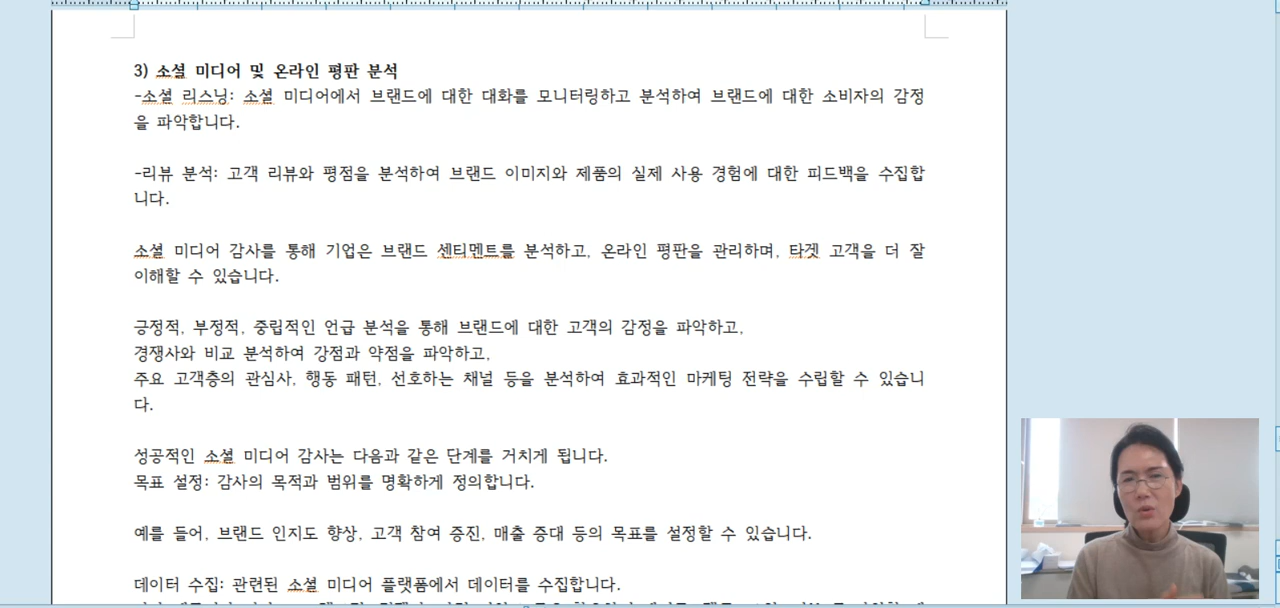 3) 소셜 미디어 및 온라인 평판 분석
-소셜 리스닝: 소셜 미디어에서 브랜드에 대한 대화를 모니터링하고 분석하여 브랜드에 대한 소비자의 감정
을 파악합니다.
-리뷰 분석: 고객 리뷰와 평점을 분석하여 브랜드 이미지와 제품의 실제 사용 경험에 대한 피드백을 수집합
니다.
소셜 미디어 감사를 통해 기업은 브랜드 센티멘트를 분석하고, 온라인 평판을 관리하며, 타겟 고객을 더 잘
이해할 수 있습니다.
긍정적, 부정적, 중립적인 언급 분석을 통해 브랜드에 대한 고객의 감정을 파악하고,
경쟁사와 비교 분석하여 강점과 약점을 파악하고,
주요 고객층의 관심사, 행동 패턴, 선호하는 채널 등을 분석하여 효과적인 마케팅 전략을 수립할 수 있습니
다.
성공적인 소셜 미디어 감사는 다음과 같은 단계를 거치게 됩니다.
목표 설정: 감사의 목적과 범위를 명확하게 정의합니다.
예를 들어, 브랜드 인지도 향상, 고객 참여 증진, 매출 증대 등의 목표를 설정할 수 있습니다.
데이터 수집: 관련된 소셜 미디어 플랫폼에서 데이터를 수집합니다.